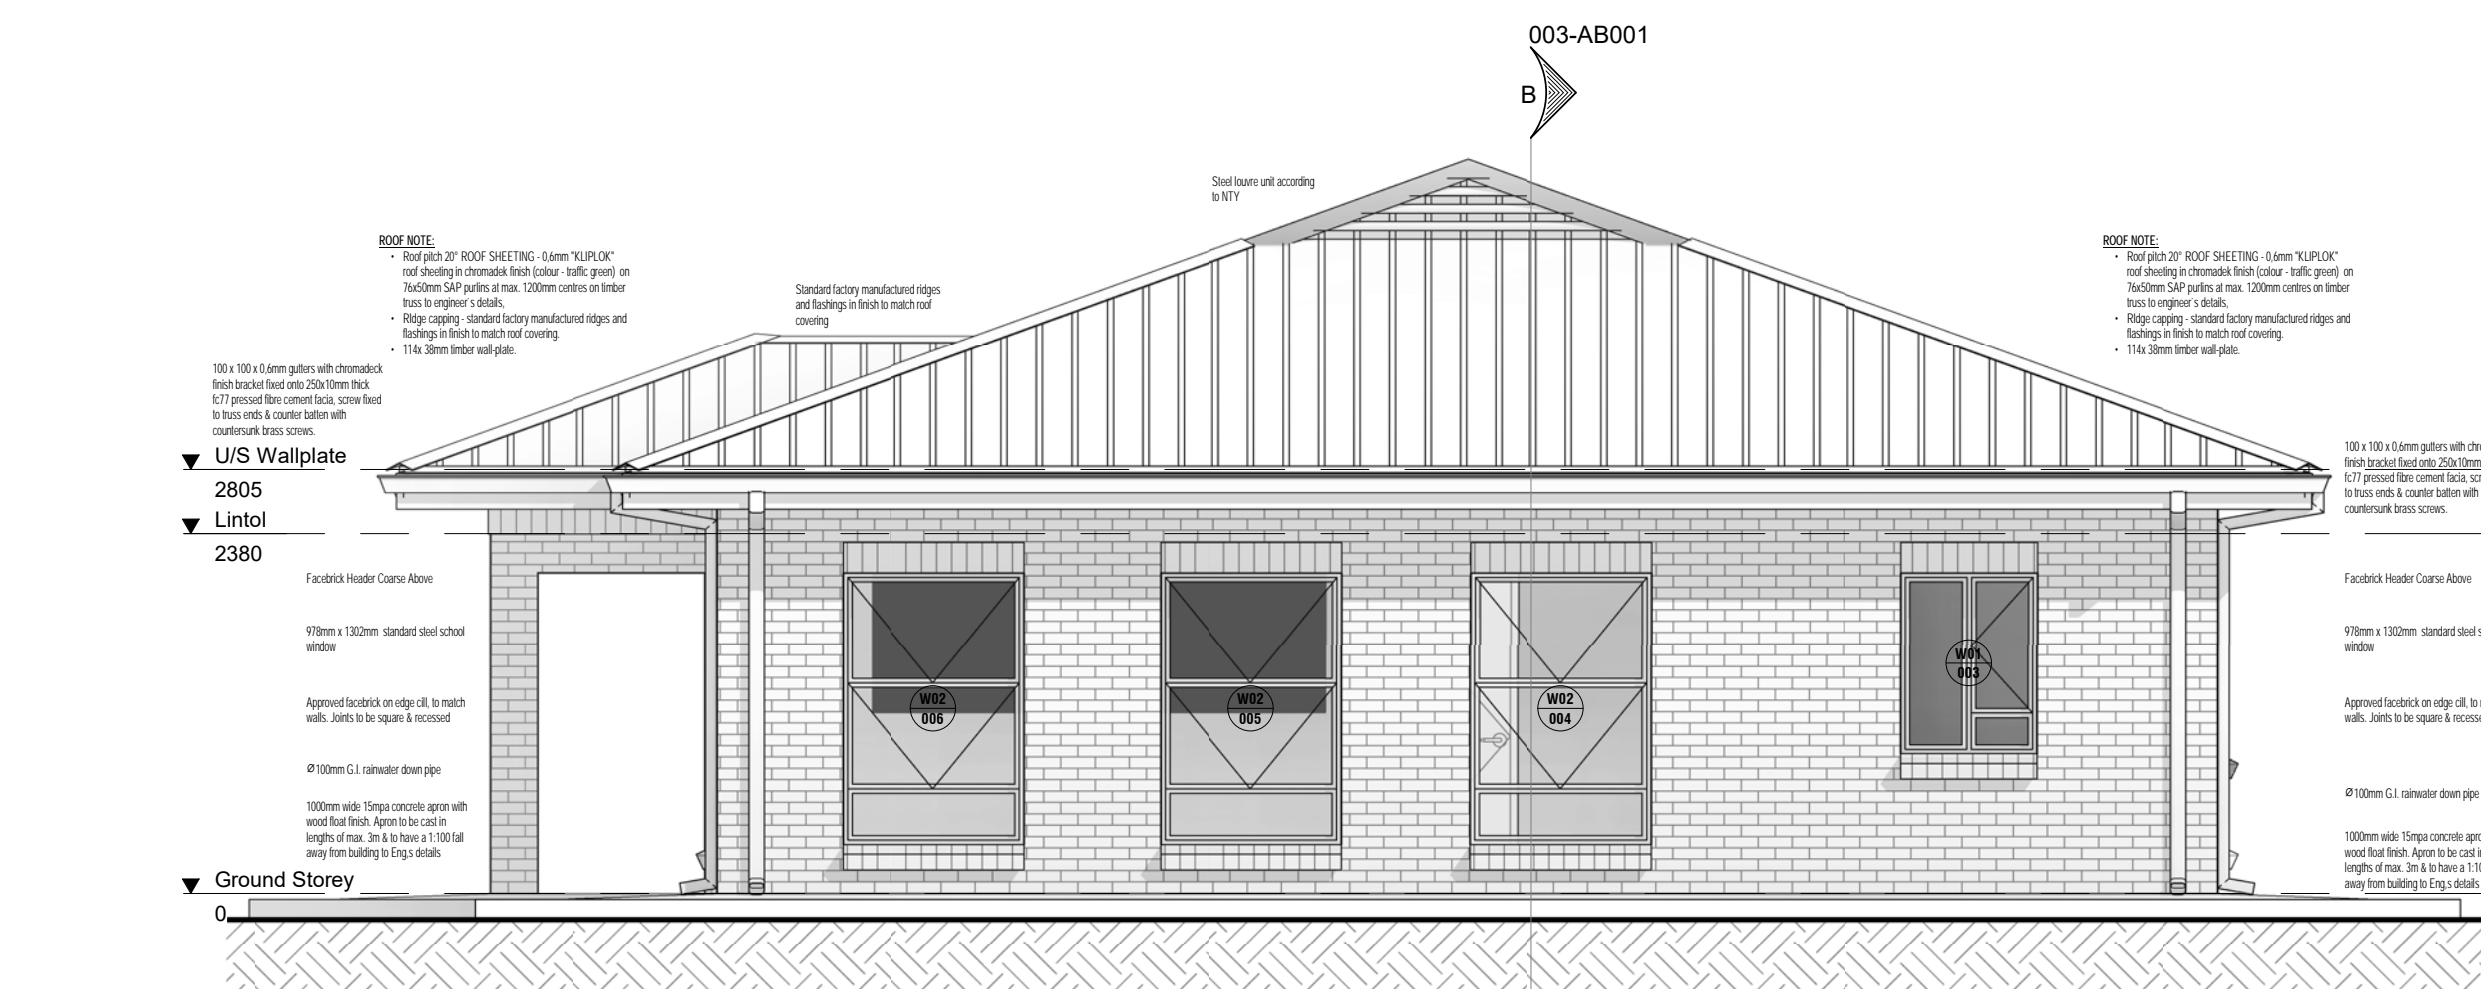 003-AB001
B
Steel louvre unit according
to NTY
ROOF NOTE:
• Roof pitch 20° ROOF SHEETING - 0,6mm "KLIPLOK"
roof sheeting in chromadek finish (colour - traffic green) on
76x50mm SAP purlins at max. 1200mm centres on timber
truss to engineer`s details,
• RIdge capping - standard factory manufactured ridges and
flashings in finish to match roof covering.
• 114x 38mm timber wall-plate.
Standard factory manufactured ridges
and flashings in finish to match roof
covering
ROOF NOTE:
• Roof pitch 20° ROOF SHEETING - 0,6mm "KLIPLOK"
roof sheeting in chromadek finish (colour - traffic green) on
76x50mm SAP purlins at max. 1200mm centres on timber
truss to engineer`s details,
• RIdge capping - standard factory manufactured ridges and
flashings in finish to match roof covering.
• 114x 38mm timber wall-plate.
100 x 100 x 0,6mm gutters with chromadeck
finish bracket fixed onto 250x10mm thick
fc77 pressed fibre cement facia, screw fixed
to truss ends & counter batten with
countersunk brass screws.
U/S Wallplate
2805
Lintol
2380
Facebrick Header Coarse Above
978mm x 1302mm standard steel school
window
Approved facebrick on edge cill, to match
walls. Joints to be square & recessed
Ø100mm G.I. rainwater down pipe
1000mm wide 15mpa concrete apron with
wood float finish. Apron to be cast in
lengths of max. 3m & to have a 1:100 fall
away from building to Eng,s details
Ground Storey
0
W02
006
W02
005
W02
004
W01
003
100 x 100 x 0,6mm gutters with chro
finish bracket fixed onto 250x10mm
fc77 pressed fibre cement facia, scr
to truss ends & counter batten with
countersunk brass screws.
Facebrick Header Coarse Above
978mm x 1302mm standard steel s
window
Approved facebrick on edge cill, to
walls. Joints to be square & recesse
Ø100mm G.I. rainwater down pipe
1000mm wide 15mpa concrete apro
wood float finish. Apron to be cast i
lengths of max. 3m & to have a 1:10
away from building to Eng,s details